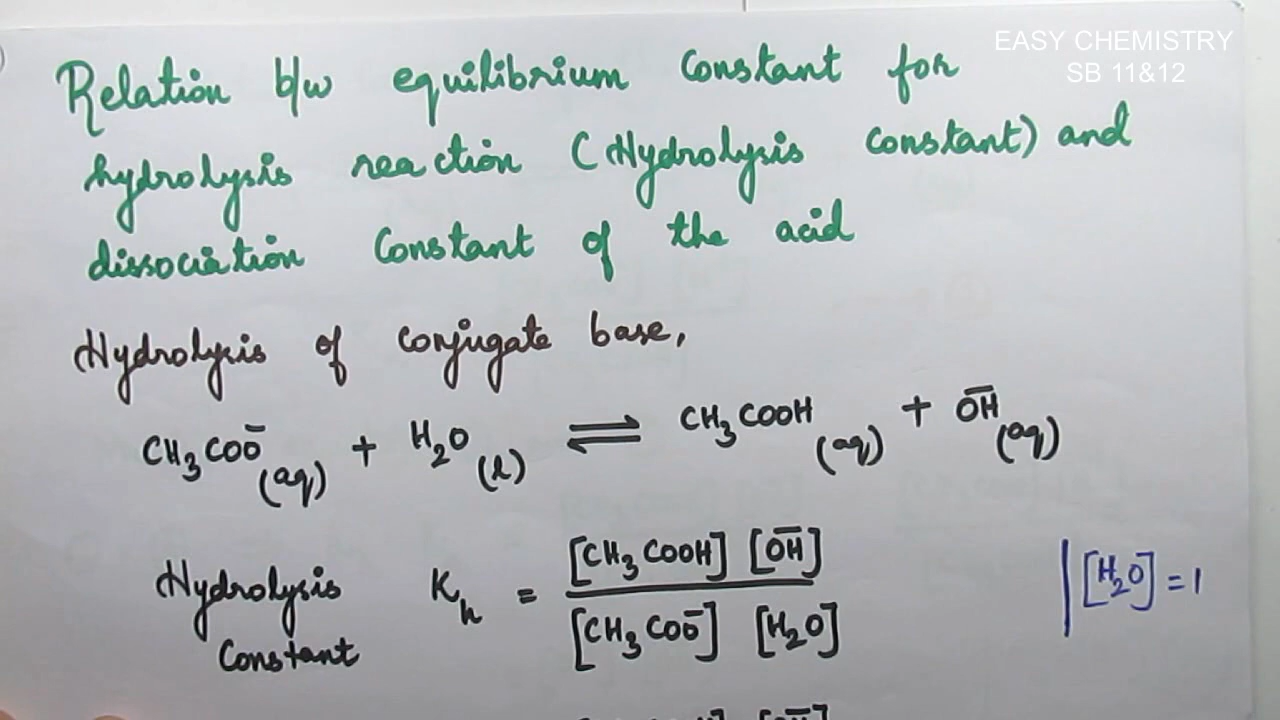 EASY CHEMISTRY
SB 11&12
Relation b/w equilibrium constant for
hydrolysis reaction (Hydrolysis constant) and
dissociation constant of the acid
Hydrolysis of conjugate base,
CH₃COO⁻(aq) + H₂O(l) ⇌ CH₃COOH(aq) + OH⁻(aq)
Hydrolysis Constant Kₕ = [CH₃COOH] [OH⁻] / [CH₃COO⁻] [H₂O] | [H₂O] = 1